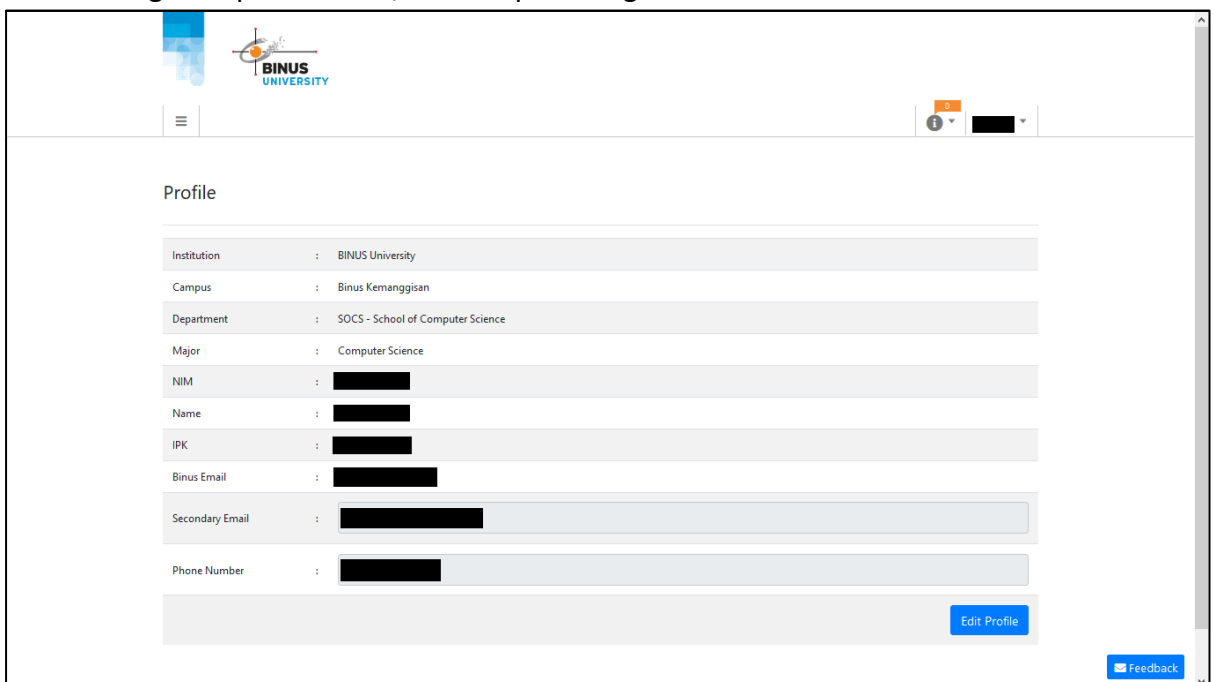 BINUS
UNIVERSITY
0
Profile
Institution : BINUS University
Campus : Binus Kemanggisan
Department : SOCS - School of Computer Science
Major : Computer Science
NIM :
Name :
IPK :
Binus Email :
Secondary Email :
Phone Number :
Edit Profile
Feedback